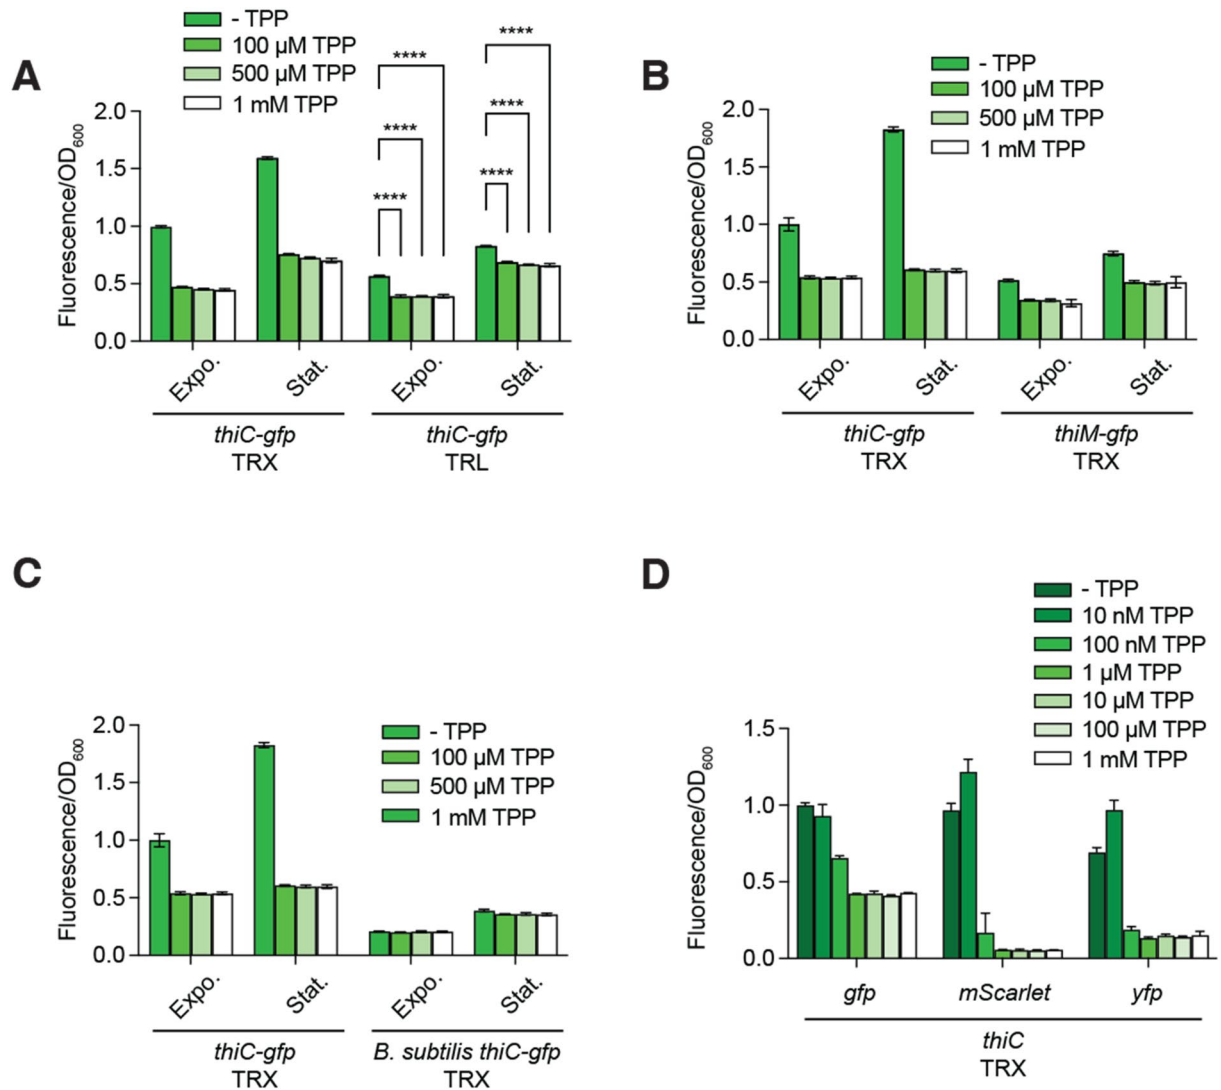 A
- TPP
100 µM TPP
500 µM TPP
1 mM TPP
****
****
****
****
****
****
Fluorescence/OD600
2.0
1.5
1.0
0.5
0.0
Expo.
Stat.
Expo.
Stat.
thiC-gfp
TRX
thiC-gfp
TRL
B
- TPP
100 µM TPP
500 µM TPP
1 mM TPP
Fluorescence/OD600
2.0
1.5
1.0
0.5
0.0
Expo.
Stat.
Expo.
Stat.
thiC-gfp
TRX
thiM-gfp
TRX
C
- TPP
100 µM TPP
500 µM TPP
1 mM TPP
Fluorescence/OD600
2.0
1.5
1.0
0.5
0.0
Expo.
Stat.
Expo.
Stat.
thiC-gfp
TRX
B. subtilis thiC-gfp
TRX
D
- TPP
10 nM TPP
100 nM TPP
1 µM TPP
10 µM TPP
100 µM TPP
1 mM TPP
Fluorescence/OD600
1.5
1.0
0.5
0.0
gfp
mScarlet
yfp
thiC
TRX